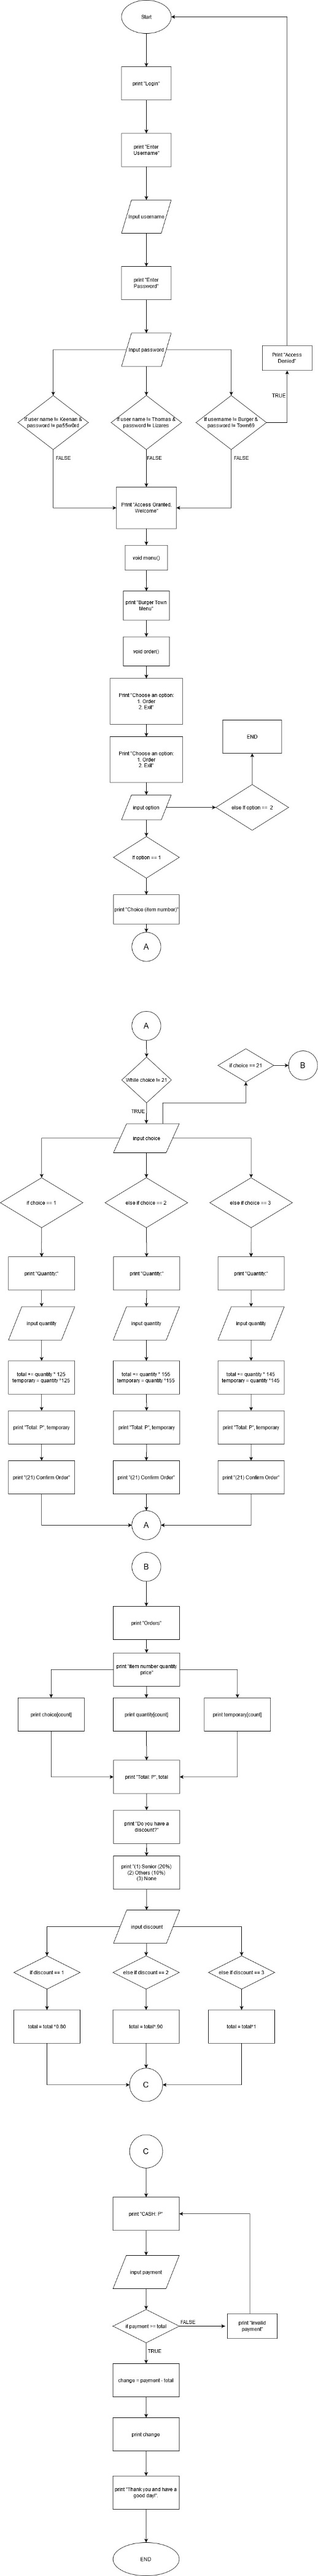 Start
print "Login"
print "Enter
Username"
Input username
print "Enter
Password"
Input password
Print "Access
Denied"
If user name != Keenan &
password != pa55w0rd
If user name != Thomas &
password != Lizares
If username != Burger &
password != Town69
TRUE
FALSE
FALSE
FALSE
Print "Access Granted,
Welcome"
void menu()
print "Burger Town
Menu"
void order()
Print "Choose an option:
1. Order
2. Exit"
END
Print "Choose an option:
1. Order
2. Exit"
input option
else if option == 2
if option == 1
print "Choice (item number)"
A
A
While choice != 21
if choice == 21
B
TRUE
input choice
if choice == 1
else if choice == 2
else if choice == 3
print "Quantity:"
print "Quantity:"
print "Quantity:"
input quantity
input quantity
input quantity
total += quantity * 125
temporary = quantity *125
total += quantity * 155
temporary = quantity *155
total += quantity * 145
temporary = quantity *145
print "Total: P", temporary
print "Total: P", temporary
print "Total: P", temporary
print "(21) Confirm Order"
print "(21) Confirm Order"
print "(21) Confirm Order"
A
B
print "Orders"
print "item number quantity
price"
print choice[count]
print quantity[count]
print temporary[count]
print "Total: P", total
print "Do you have a
discount?"
print "(1) Senior (20%)
(2) Others (10%)
(3) None
input discount
If discount == 1
else if discount == 2
else if discount == 3
total = total *0.80
total = total*.90
total = total*1
C
C
print "CASH: P"
input payment
if payment >= total
FALSE
print "Invalid
payment"
TRUE
change = payment - total
print change
print "Thank you and have a
good day!".
END